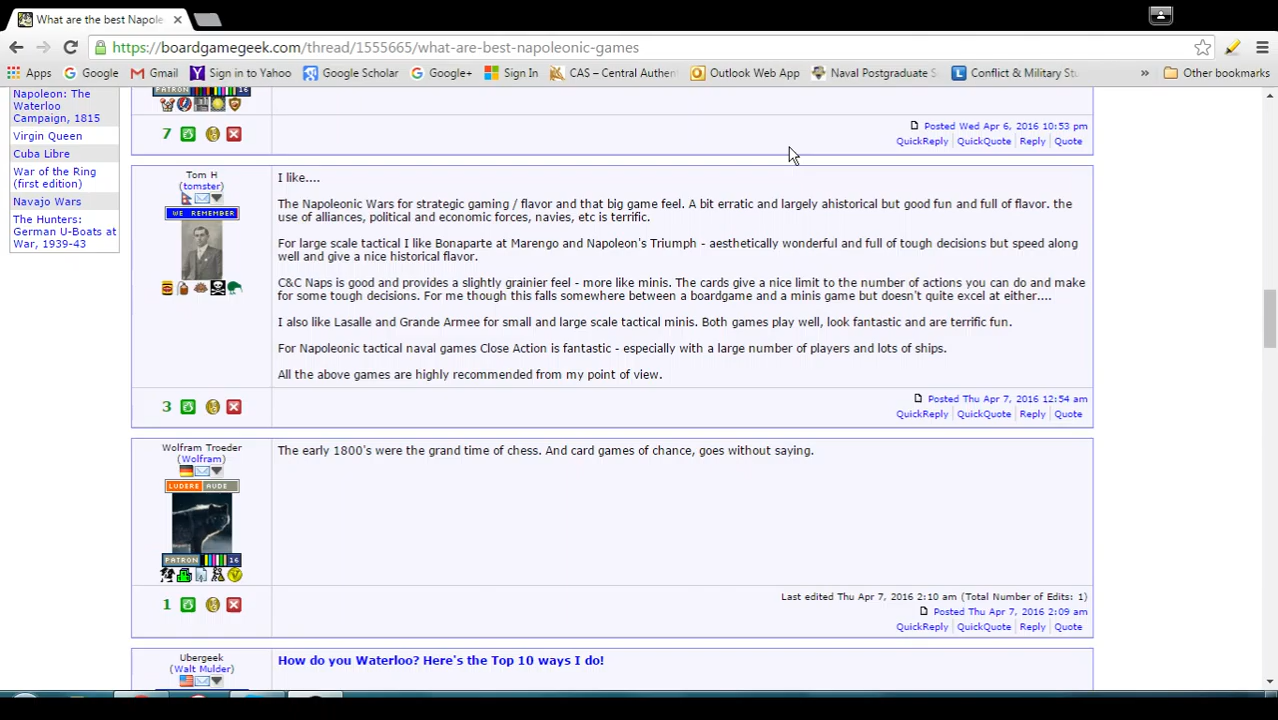 What are the best Napole
https://boardgamegeek.com/thread/1555665/what-are-best-napoleonic-games
Apps Google Gmail Sign in to Yahoo Google Scholar Google+ Sign In CAS – Central Authen Outlook Web App Naval Postgraduate S Conflict & Military Stu » Other bookmarks
Napoleon: The
Waterloo
Campaign, 1815
Virgin Queen
Cuba Libre
War of the Ring
(first edition)
Navajo Wars
The Hunters:
German U-Boats at
War, 1939-43
PATRON 16
7
Posted Wed Apr 6, 2016 10:53 pm
QuickReply QuickQuote Reply Quote
Tom H
(tomster)
WE REMEMBER
I like....
The Napoleonic Wars for strategic gaming / flavor and that big game feel. A bit erratic and largely ahistorical but good fun and full of flavor. the
use of alliances, political and economic forces, navies, etc is terrific.
For large scale tactical I like Bonaparte at Marengo and Napoleon's Triumph - aesthetically wonderful and full of tough decisions but speed along
well and give a nice historical flavor.
C&C Naps is good and provides a slightly grainier feel - more like minis. The cards give a nice limit to the number of actions you can do and make
for some tough decisions. For me though this falls somewhere between a boardgame and a minis game but doesn't quite excel at either....
I also like Lasalle and Grande Armee for small and large scale tactical minis. Both games play well, look fantastic and are terrific fun.
For Napoleonic tactical naval games Close Action is fantastic - especially with a large number of players and lots of ships.
All the above games are highly recommended from my point of view.
3
Posted Thu Apr 7, 2016 12:54 am
QuickReply QuickQuote Reply Quote
Wolfram Troeder
(Wolfram)
LUDERE AUDE
PATRON 16
The early 1800's were the grand time of chess. And card games of chance, goes without saying.
1
Last edited Thu Apr 7, 2016 2:10 am (Total Number of Edits: 1)
Posted Thu Apr 7, 2016 2:09 am
QuickReply QuickQuote Reply Quote
Ubergeek
(Walt Mulder)
How do you Waterloo? Here's the Top 10 ways I do!